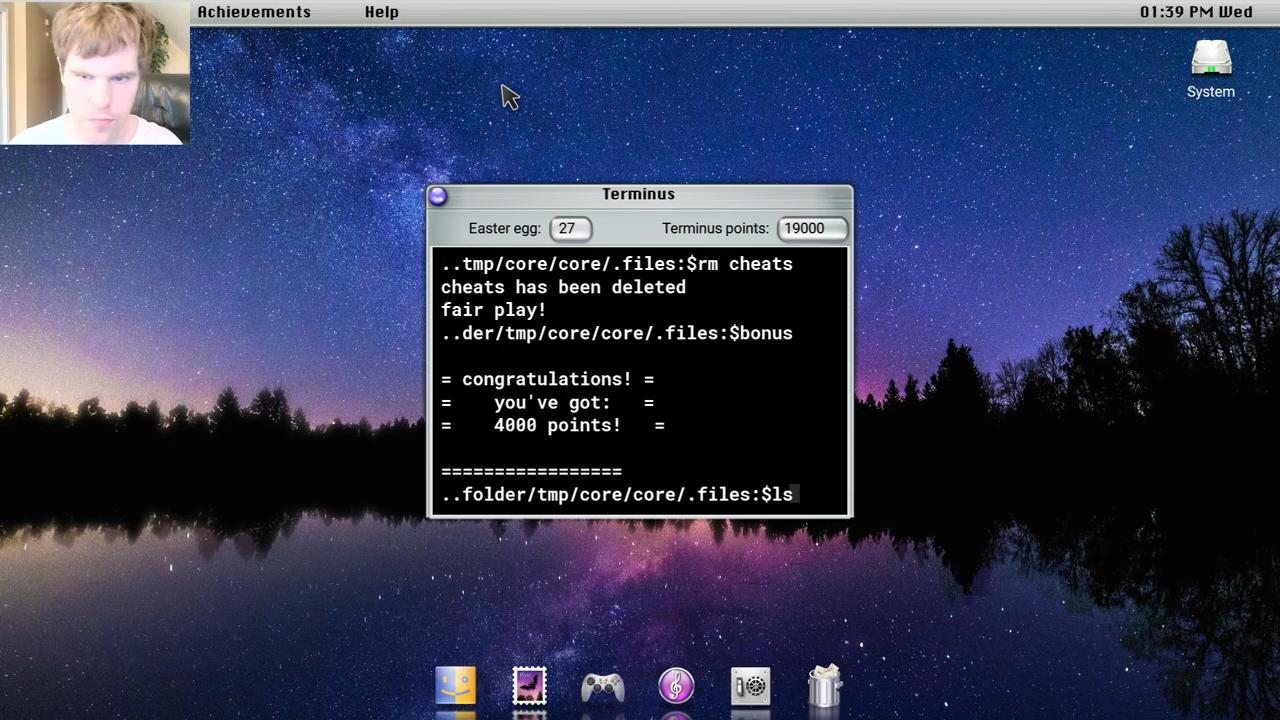 Achievements Help 01:39 PM Wed
System
Terminus
Easter egg: 27 Terminus points: 19000
..tmp/core/core/.files:$rm cheats
cheats has been deleted
fair play!
..der/tmp/core/core/.files:$bonus
= congratulations! =
= you've got: =
= 4000 points! =
=================
..folder/tmp/core/core/.files:$ls